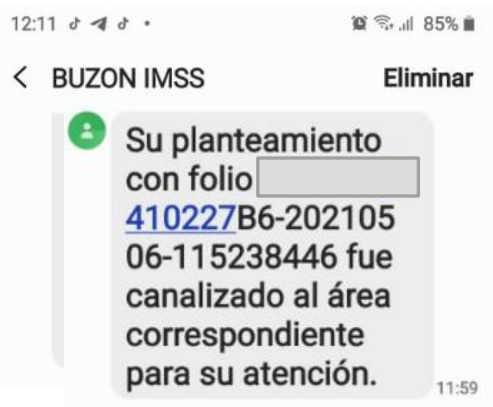 12:11
85%
< BUZON IMSS Eliminar
Su planteamiento
con folio
410227B6-202105
06-115238446 fue
canalizado al área
correspondiente
para su atención.
11:59